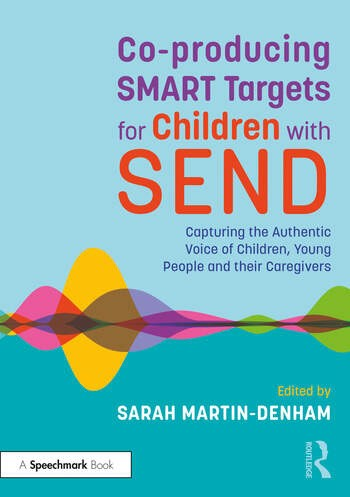 Co-producing
SMART Targets
for Children with
SEND
Capturing the Authentic
Voice of Children, Young
People and their Caregivers
Edited by
SARAH MARTIN-DENHAM
A Speechmark Book
ROUTLEDGE